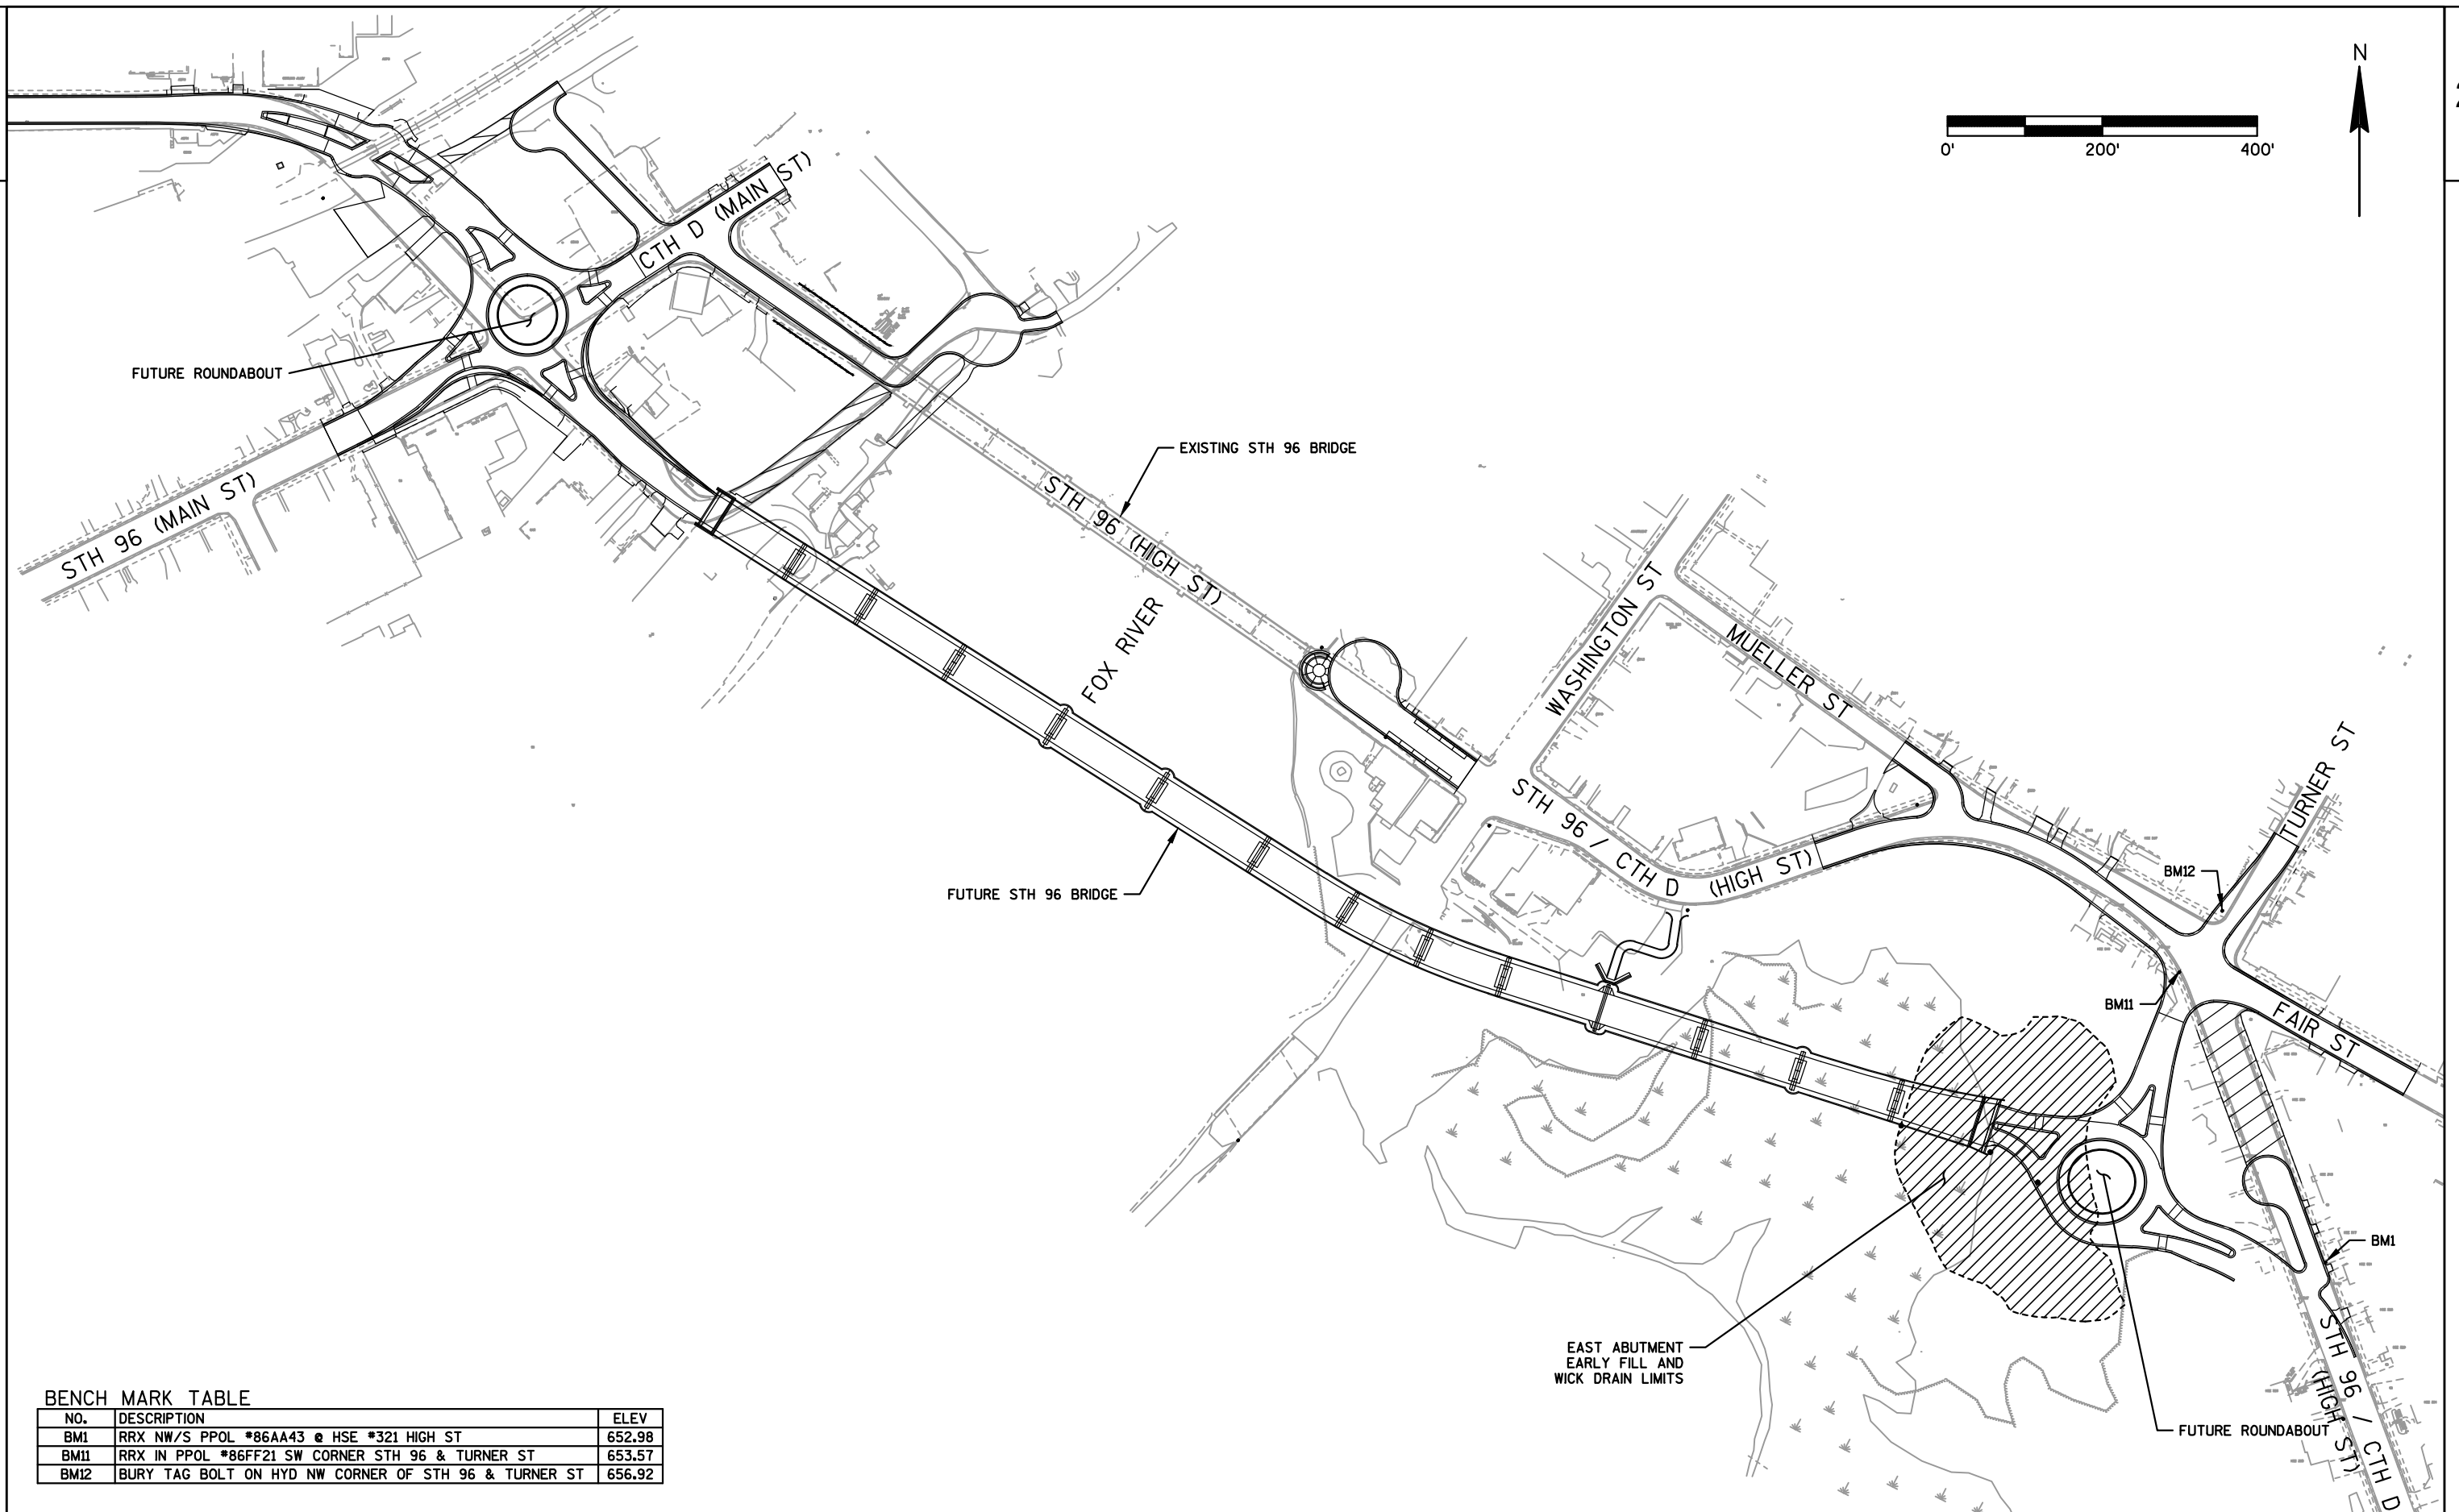 N
0' 200' 400'
CTH D (MAIN ST)
FUTURE ROUNDABOUT
STH 96 (MAIN ST)
EXISTING STH 96 BRIDGE
STH 96 (HIGH ST)
FOX RIVER
WASHINGTON ST
MUELLER ST
TURNER ST
STH 96 / CTH D (HIGH ST)
FUTURE STH 96 BRIDGE
BM12
BM11
FAIR ST
BM1
EAST ABUTMENT
EARLY FILL AND
WICK DRAIN LIMITS
STH 96 / CTH D
(HIGH ST)
FUTURE ROUNDABOUT
BENCH MARK TABLE
NO. DESCRIPTION ELEV
BM1 RRX NW/S PPOL #86AA43 @ HSE #321 HIGH ST 652.98
BM11 RRX IN PPOL #86FF21 SW CORNER STH 96 & TURNER ST 653.57
BM12 BURY TAG BOLT ON HYD NW CORNER OF STH 96 & TURNER ST 656.92